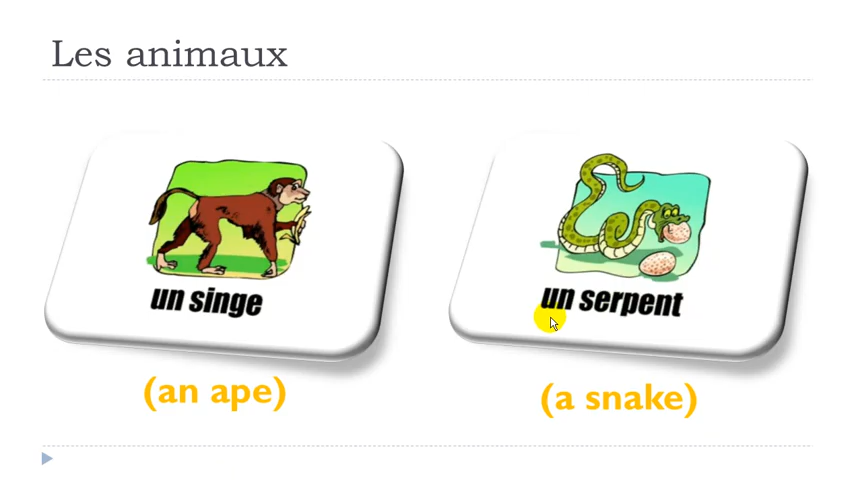 Les animaux
un singe
un serpent
(an ape)
(a snake)